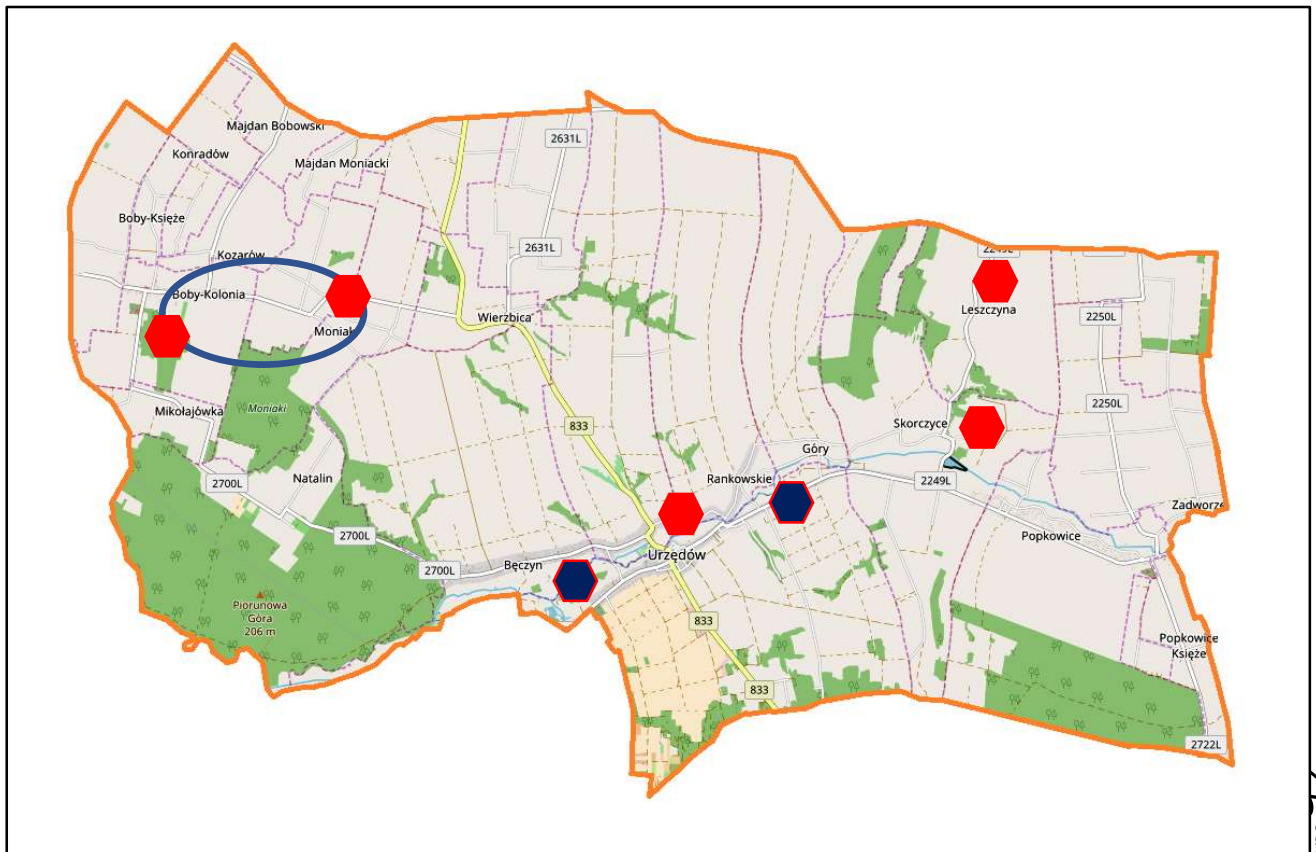 Majdan Bobowski
2631L
Konradów
Majdan Moniacki
Boby-Księże
2631L
Kozarów
Boby-Kolonia
Leszczyna
Wierzbica
2250L
Moniaki
Mikołajówka
Moniaki
2250L
833
Skorczyce
Góry
Natalin
2700L
Rankowskie
2249L
Zadworze
2700L
Popkowice
Urzędów
Bęczyn
2700L
Piorunowa
Góra
206 m
833
Popkowice
Księże
833
2722L